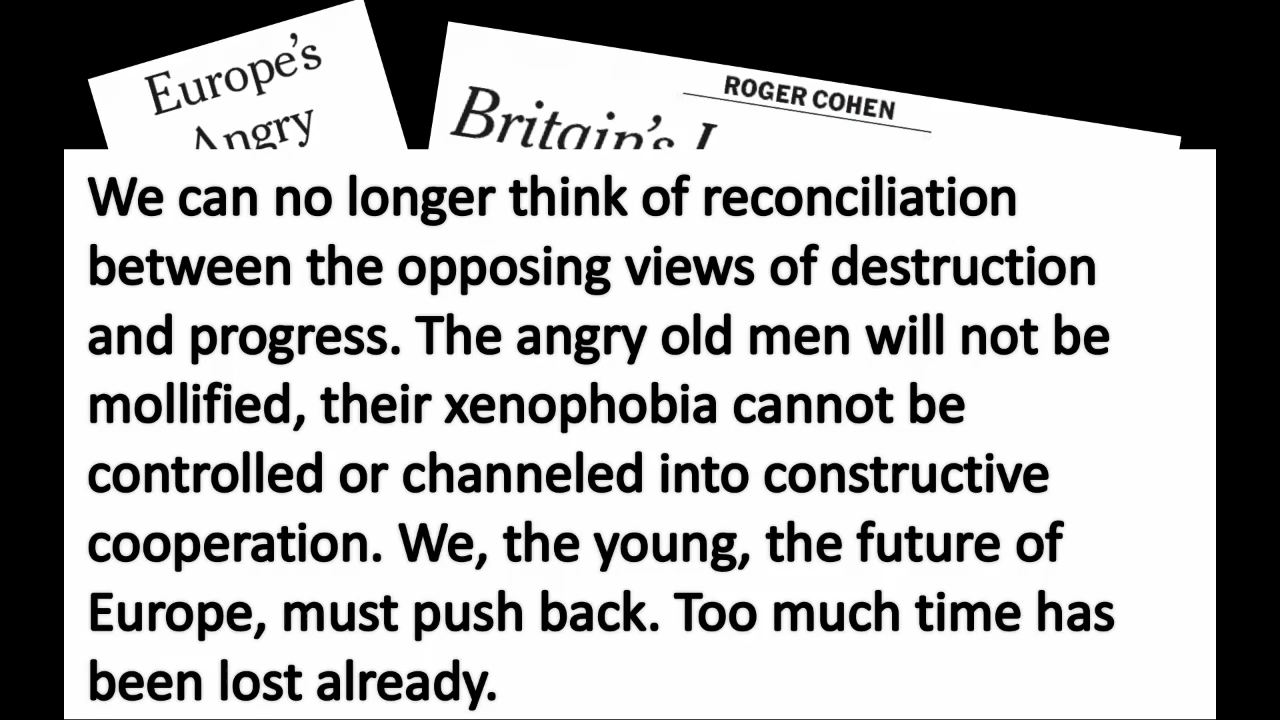 Europe's
Angry
ROGER COHEN
Britain's
We can no longer think of reconciliation
between the opposing views of destruction
and progress. The angry old men will not be
mollified, their xenophobia cannot be
controlled or channeled into constructive
cooperation. We, the young, the future of
Europe, must push back. Too much time has
been lost already.